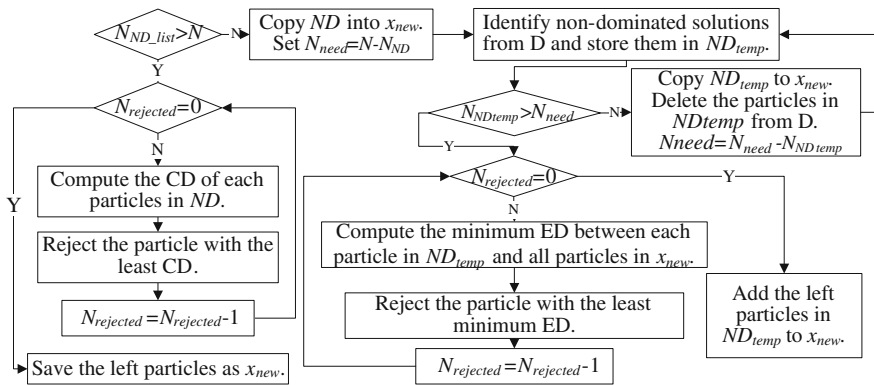 N_ND_list>N
N
Y
Copy ND into x_new.
Set N_need=N-N_ND
Identify non-dominated solutions
from D and store them in ND_temp.
N_rejected=0
N
Y
Compute the CD of each
particles in ND.
Reject the particle with the
least CD.
N_rejected=N_rejected-1
Save the left particles as x_new.
N_NDtemp>N_need
N
Y
Copy ND_temp to x_new.
Delete the particles in
NDtemp from D.
Nneed=N_need-N_NDtemp
N_rejected=0
Y
N
Compute the minimum ED between each
particle in ND_temp and all particles in x_new.
Reject the particle with the least
minimum ED.
N_rejected=N_rejected-1
Add the left
particles in
ND_temp to x_new.